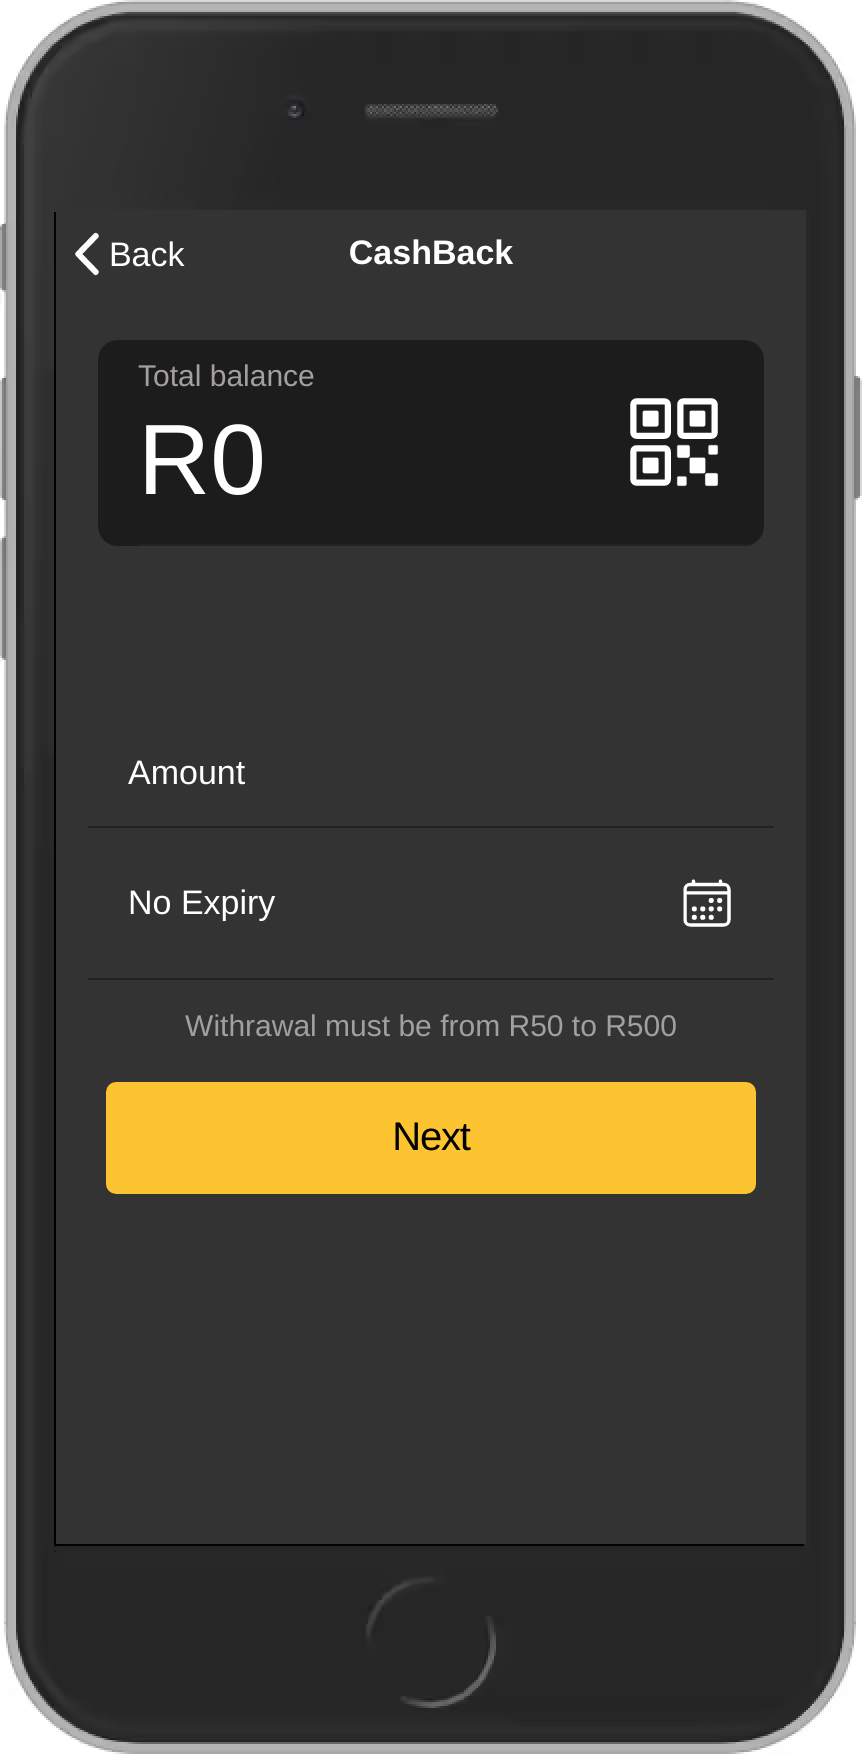 Back
CashBack
Total balance
R0
Amount
No Expiry
Withrawal must be from R50 to R500
Next